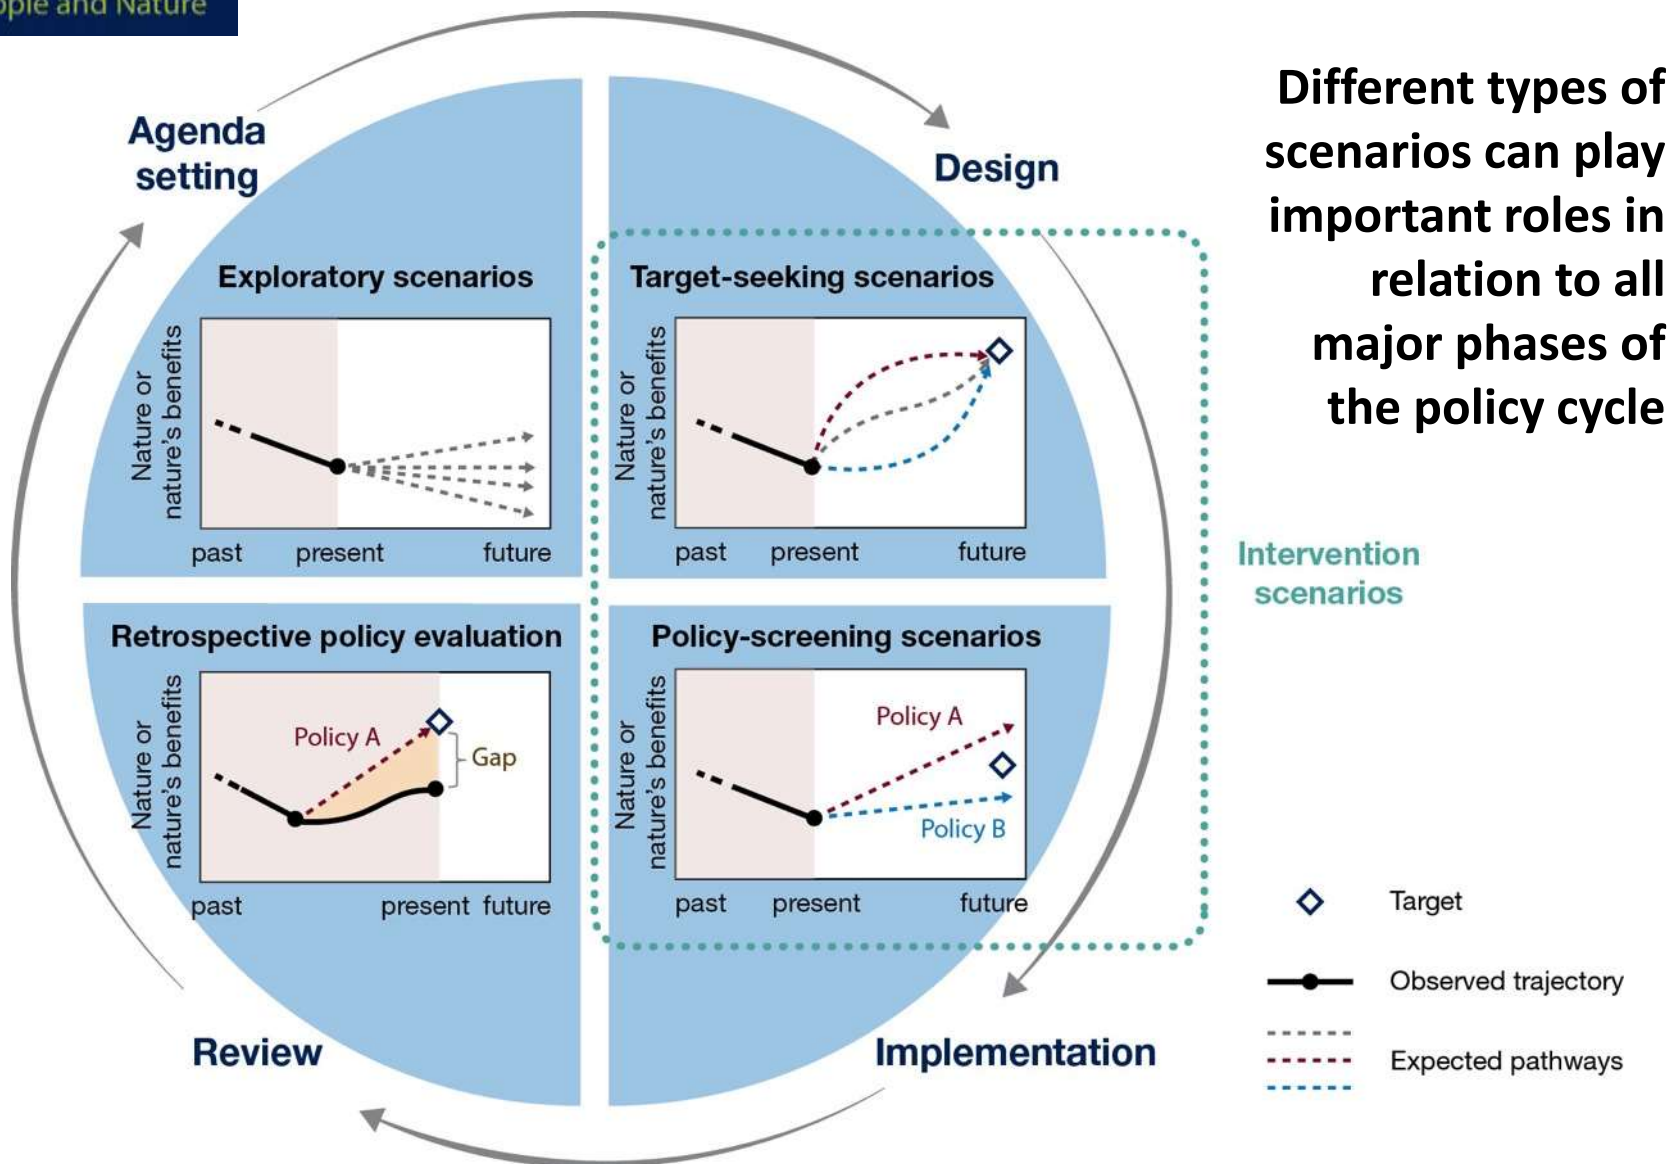 and Nature
Different types of
scenarios can play
important roles in
relation to all
major phases of
the policy cycle
Agenda
setting
Design
Exploratory scenarios
Nature or
nature's benefits
past present future
Target-seeking scenarios
Nature or
nature's benefits
past present future
Intervention
scenarios
Retrospective policy evaluation
Nature or
nature's benefits
Policy A
Gap
past present future
Policy-screening scenarios
Nature or
nature's benefits
Policy A
Policy B
past present future
Review
Implementation
Target
Observed trajectory
Expected pathways